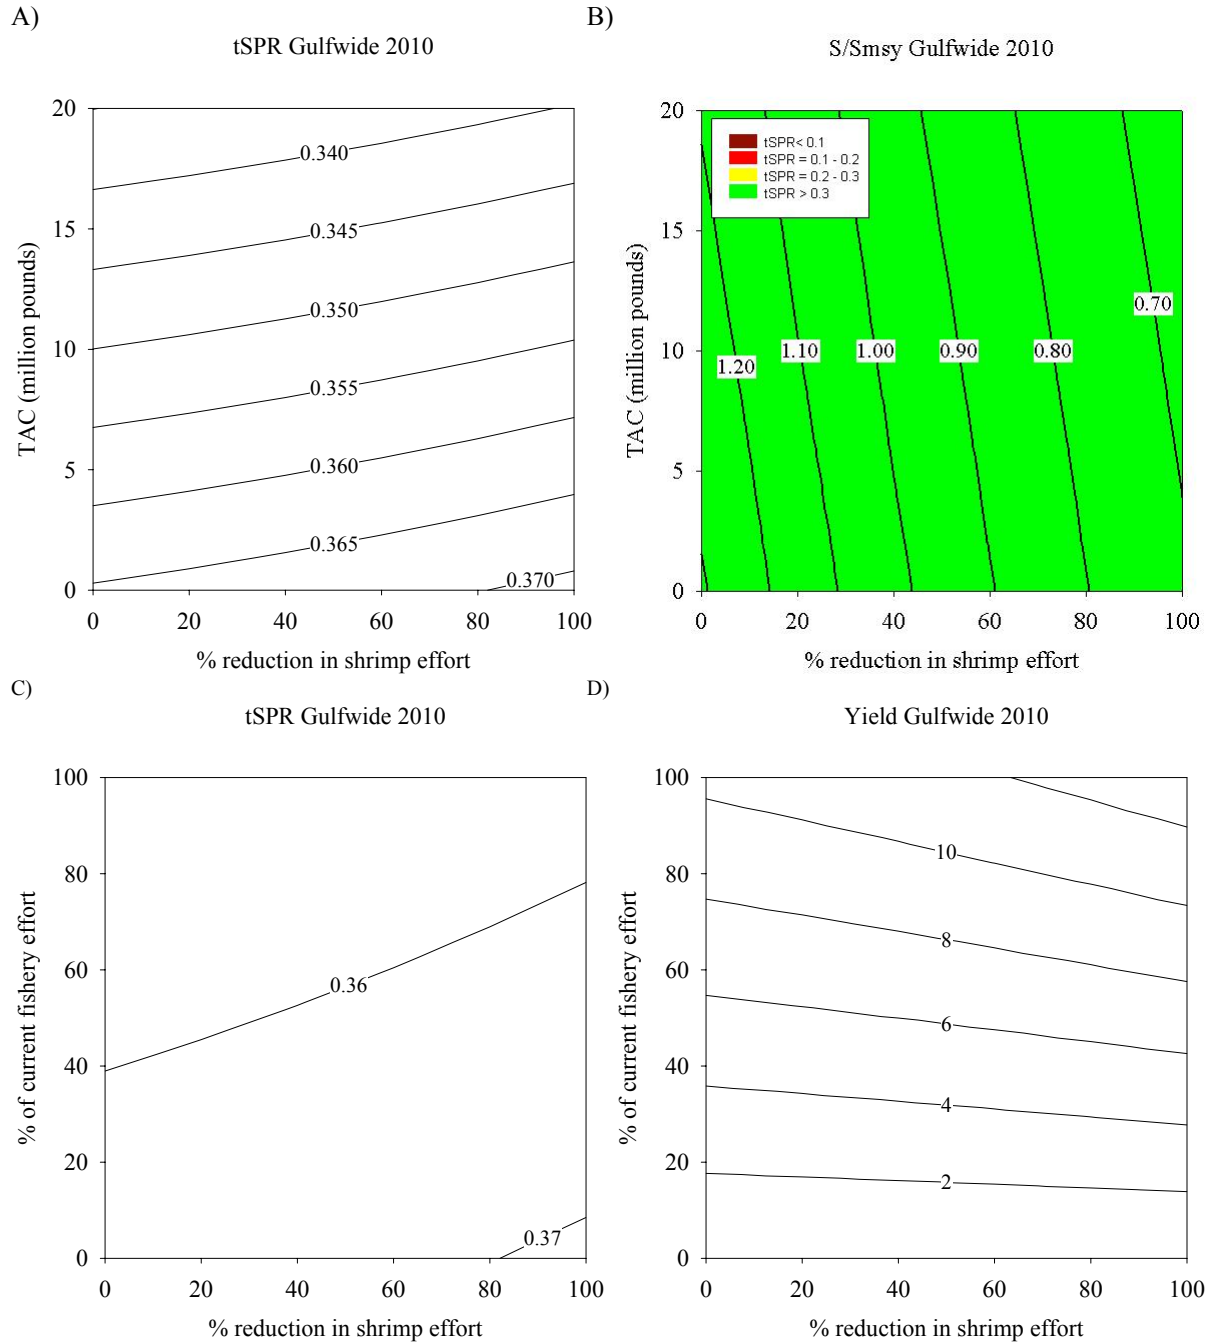 A)
tSPR Gulfwide 2010
20
15
10
5
0
TAC (million pounds)
0.340
0.345
0.350
0.355
0.360
0.365
0.370
0 20 40 60 80 100
% reduction in shrimp effort
B)
S/Smsy Gulfwide 2010
20
15
10
5
0
TAC (million pounds)
tSPR< 0.1
tSPR = 0.1 - 0.2
tSPR = 0.2 - 0.3
tSPR > 0.3
1.20 1.10 1.00 0.90 0.80 0.70
0 20 40 60 80 100
% reduction in shrimp effort
C)
tSPR Gulfwide 2010
100
80
60
40
20
0
% of current fishery effort
0.36
0.37
0 20 40 60 80 100
% reduction in shrimp effort
D)
Yield Gulfwide 2010
100
80
60
40
20
0
% of current fishery effort
10
8
6
4
2
0 20 40 60 80 100
% reduction in shrimp effort